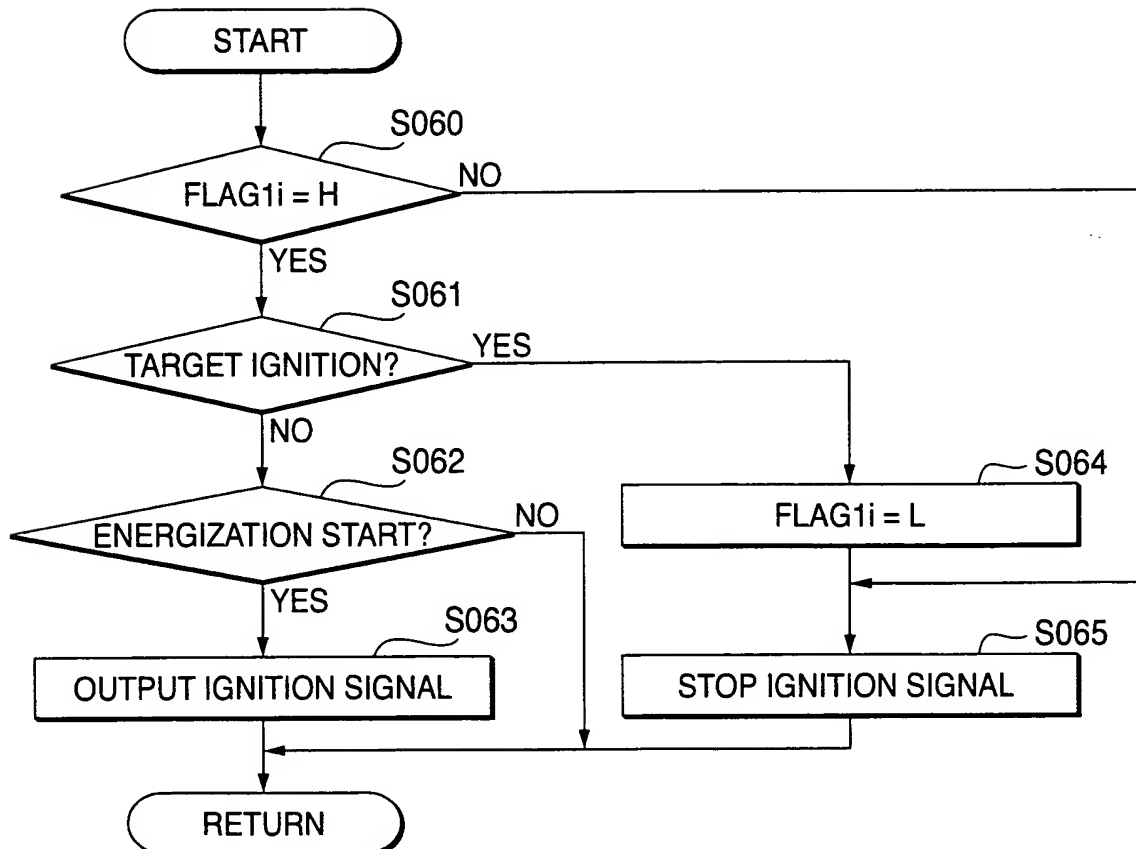 START
S060
FLAG1i = H
NO
YES
S061
TARGET IGNITION?
YES
NO
S062
ENERGIZATION START?
NO
YES
S064
FLAG1i = L
S063
OUTPUT IGNITION SIGNAL
S065
STOP IGNITION SIGNAL
RETURN